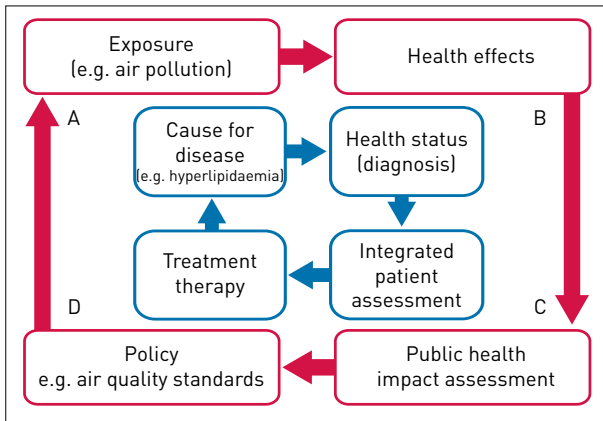 Exposure
(e.g. air pollution)
Health effects
A
B
Cause for
disease
(e.g. hyperlipidaemia)
Health status
(diagnosis)
Treatment
therapy
Integrated
patient
assessment
D
C
Policy
e.g. air quality standards
Public health
impact assessment